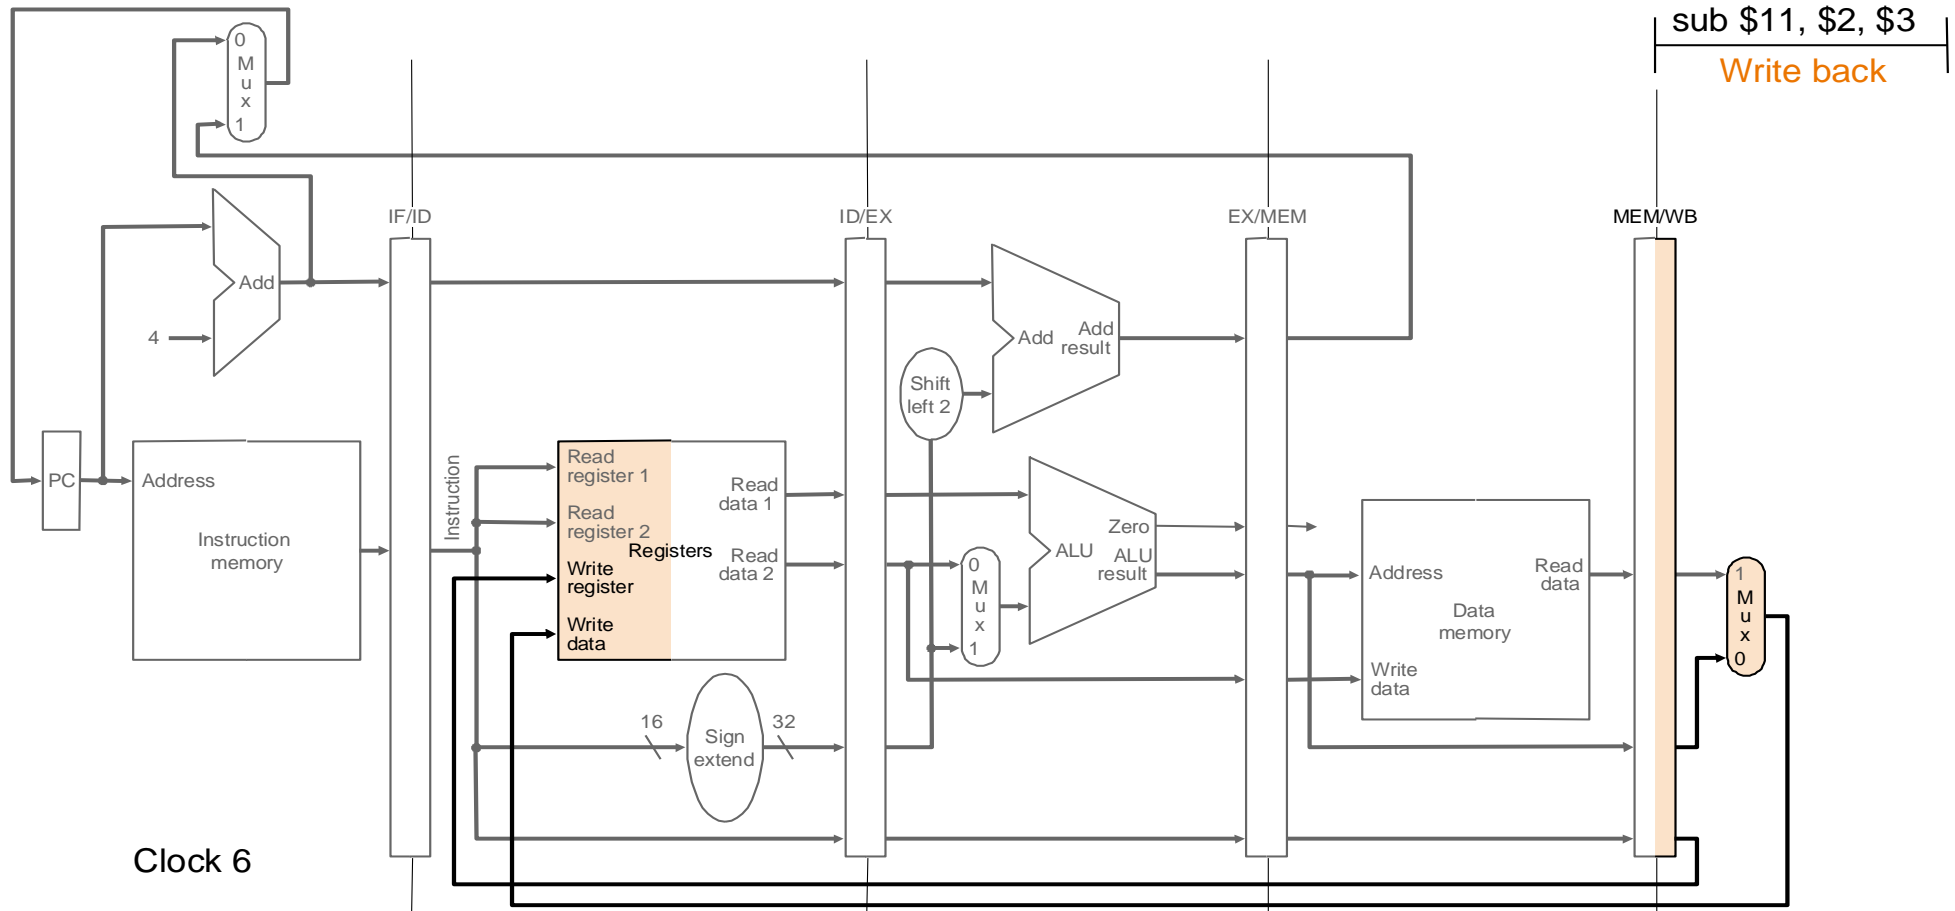 sub $11, $2, $3
Write back
0
M
u
x
1
IF/ID
ID/EX
EX/MEM
MEM/WB
Add
4
Add
Add
result
Shift
left 2
PC
Address
Instruction
memory
Instruction
Read
register 1
Read
register 2
Registers
Write
register
Write
data
Read
data 1
Read
data 2
Zero
ALU
ALU
result
0
M
u
x
1
Address
Read
data
Data
memory
Write
data
1
M
u
x
0
16
Sign
extend
32
Clock 6